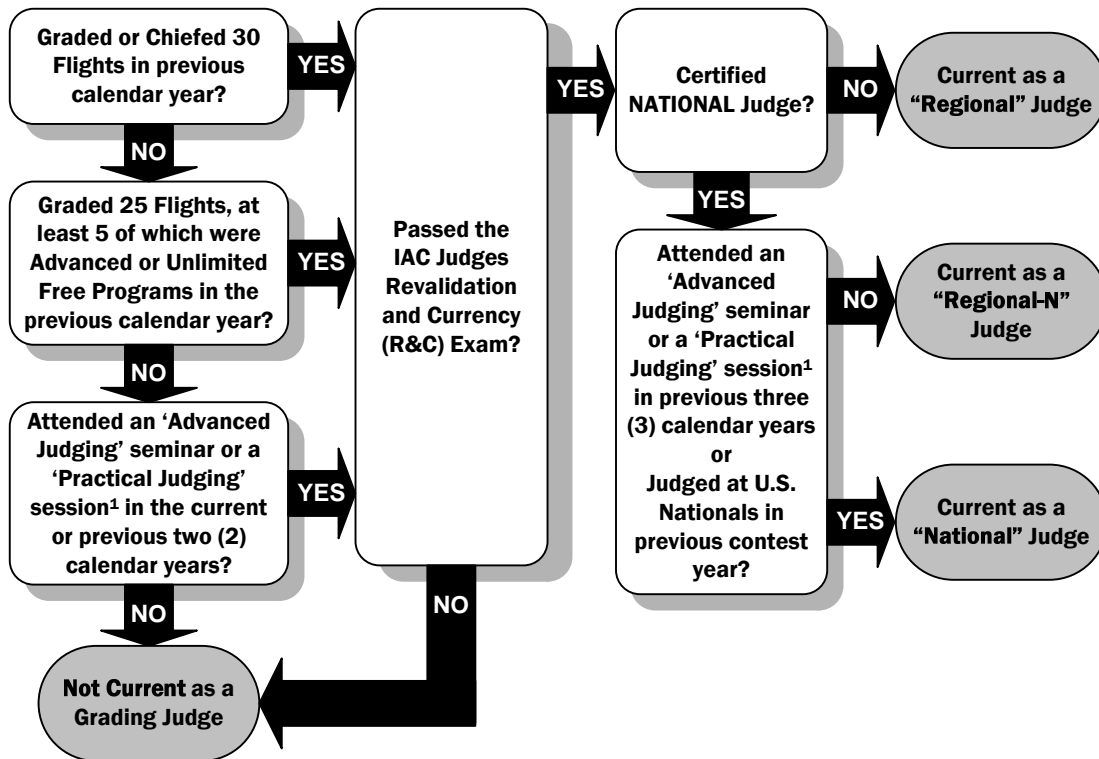 Graded or Chiefed 30
Flights in previous
calendar year?
YES
NO
Graded 25 Flights, at
least 5 of which were
Advanced or Unlimited
Free Programs in the
previous calendar year?
YES
NO
Attended an ‘Advanced
Judging’ seminar or a
‘Practical Judging’
session¹ in the current
or previous two (2)
calendar years?
YES
NO
Not Current as a
Grading Judge
Passed the
IAC Judges
Revalidation
and Currency
(R&C) Exam?
YES
NO
Certified
NATIONAL Judge?
NO
YES
Current as a
“Regional” Judge
Attended an
‘Advanced
Judging’ seminar
or a ‘Practical
Judging’ session¹
in previous three
(3) calendar years
or
Judged at U.S.
Nationals in
previous contest
year?
NO
Current as a
“Regional-N”
Judge
YES
Current as a
“National” Judge